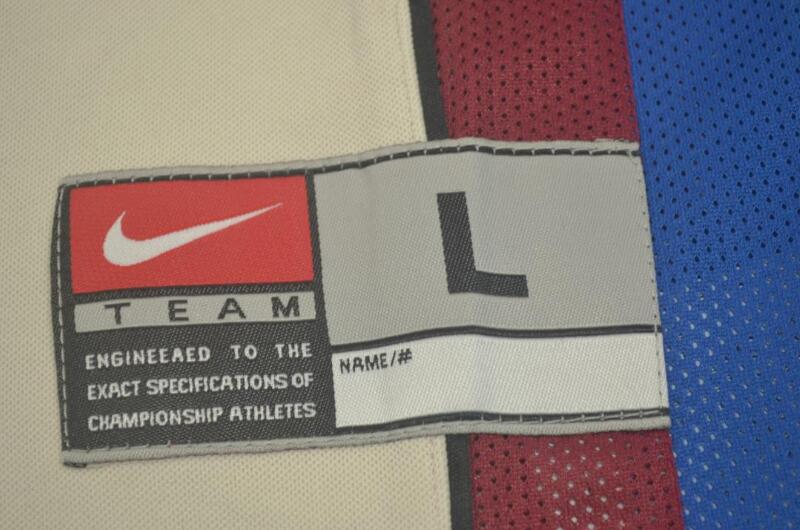 L
TEAM
ENGINEEAED TO THE
EXACT SPECIFICATIONS OF
CHAMPIONSHIP ATHLETES
NAME/#